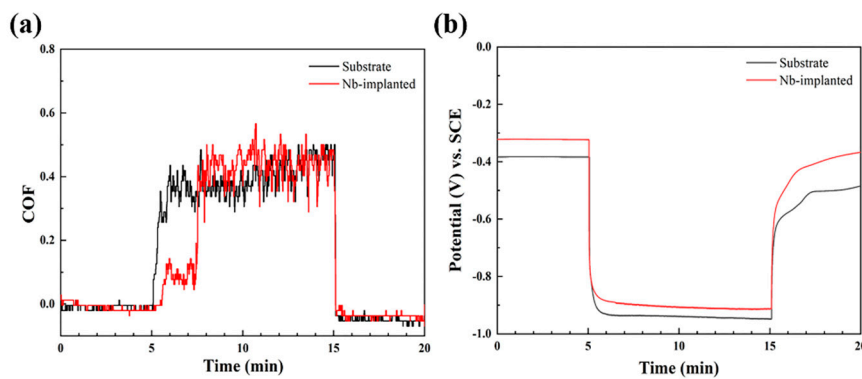 (a)
0.8
0.6
0.4
0.2
0.0
COF
Substrate
Nb-implanted
0
5
10
15
20
Time (min)
(b)
0.0
-0.2
-0.4
-0.6
-0.8
-1.0
Potential (V) vs. SCE
Substrate
Nb-implanted
0
5
10
15
20
Time (min)